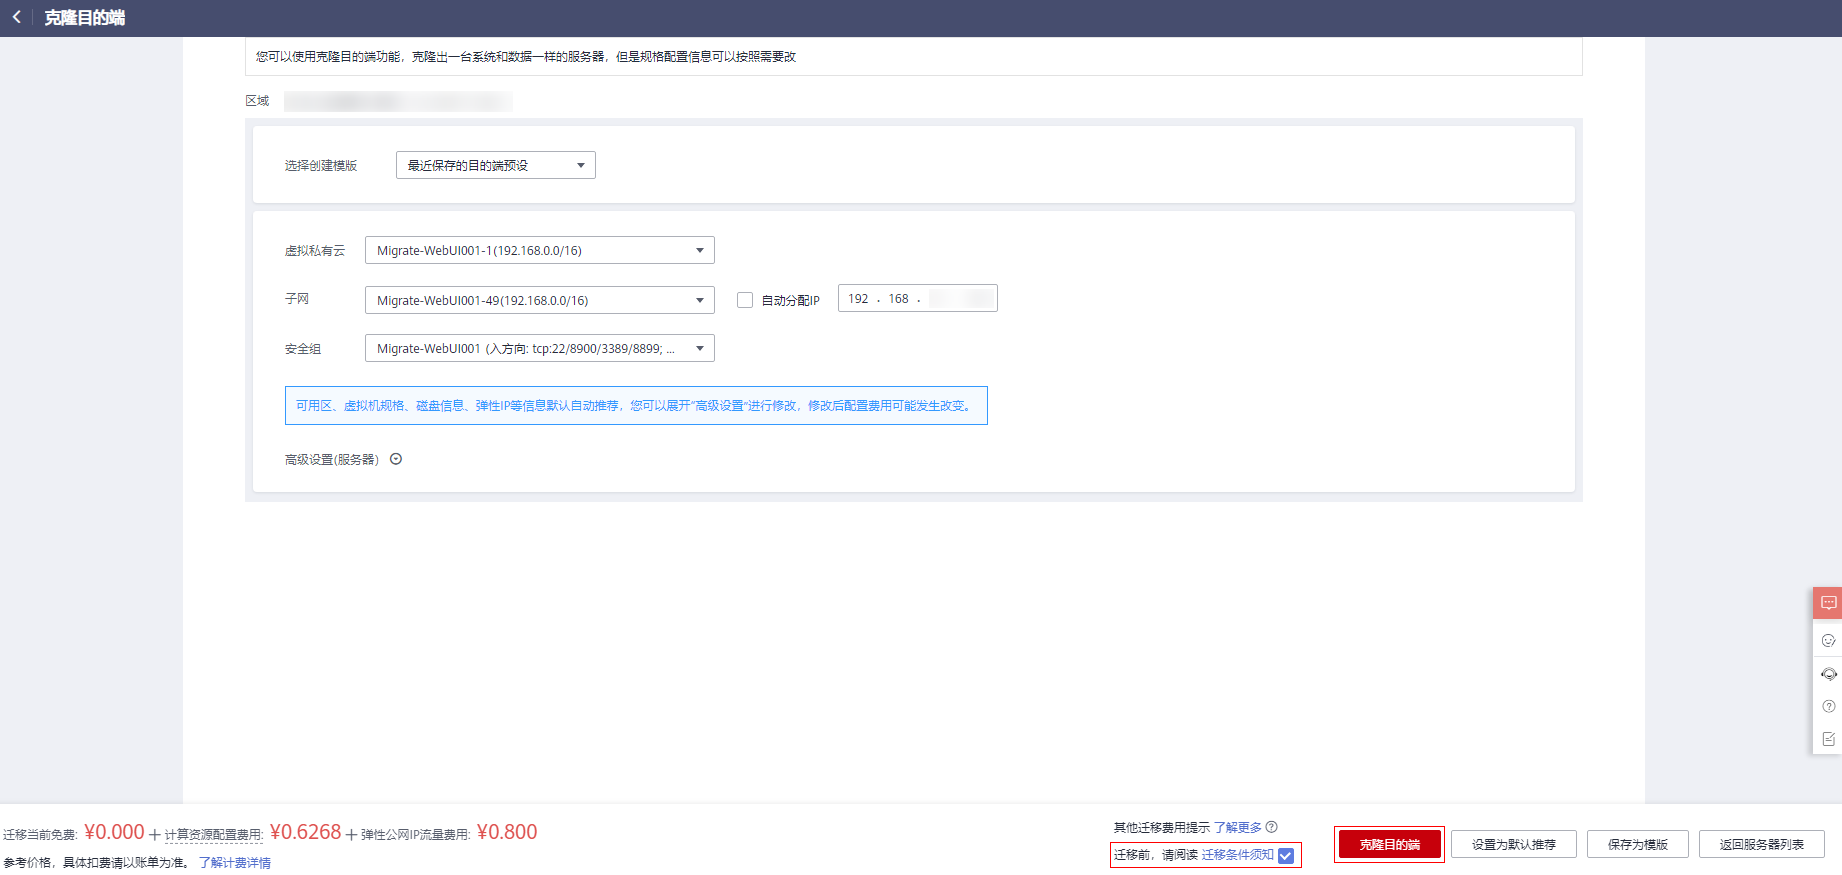 克隆目的端
您可以使用克隆目的端功能，克隆出一台系统和数据一样的服务器，但是规格配置信息可以按照需要改
区域
选择创建模版 最近保存的目的端预设
虚拟私有云 Migrate-WebUI001-1(192.168.0.0/16)
子网 Migrate-WebUI001-49(192.168.0.0/16) 自动分配IP 192 . 168 .
安全组 Migrate-WebUI001 (入方向: tcp:22/8900/3389/8899; ...
可用区、虚拟机规格、磁盘信息、弹性IP等信息默认自动推荐，您可以展开"高级设置"进行修改，修改后配置费用可能发生改变。
高级设置(服务器)
迁移当前免费: ¥0.000 + 计算资源配置费用: ¥0.6268 + 弹性公网IP流量费用: ¥0.800
参考价格，具体扣费请以账单为准。 了解计费详情
其他迁移费用提示 了解更多
迁移前，请阅读 迁移条件须知
克隆目的端 设置为默认推荐 保存为模版 返回服务器列表